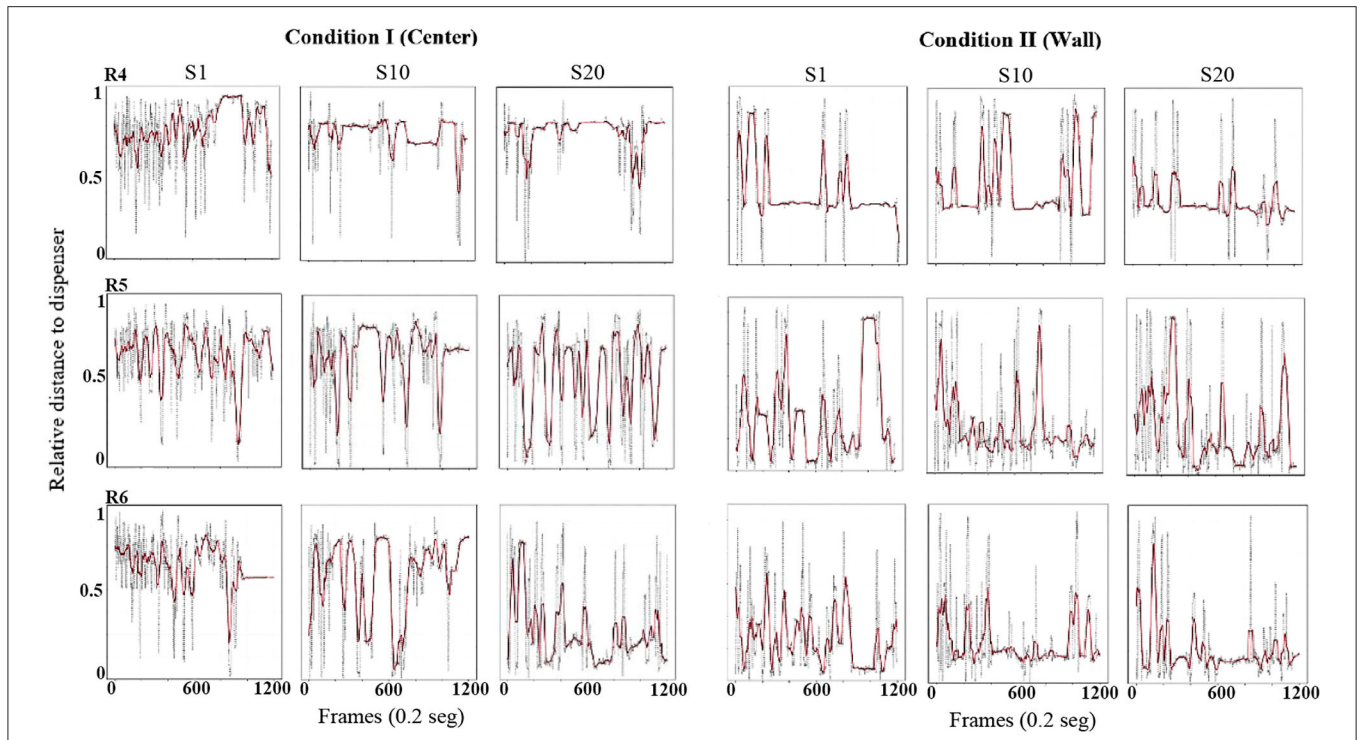 Condition I (Center)
Condition II (Wall)
S1 S10 S20 S1 S10 S20
R4
1
0.5
0
R5
1
0.5
0
R6
1
0.5
0
Relative distance to dispenser
0 600 1200 0 600 1200 0 600 1200 0 600 1200 0 600 1200 0 600 1200
Frames (0.2 seg)
Frames (0.2 seg)